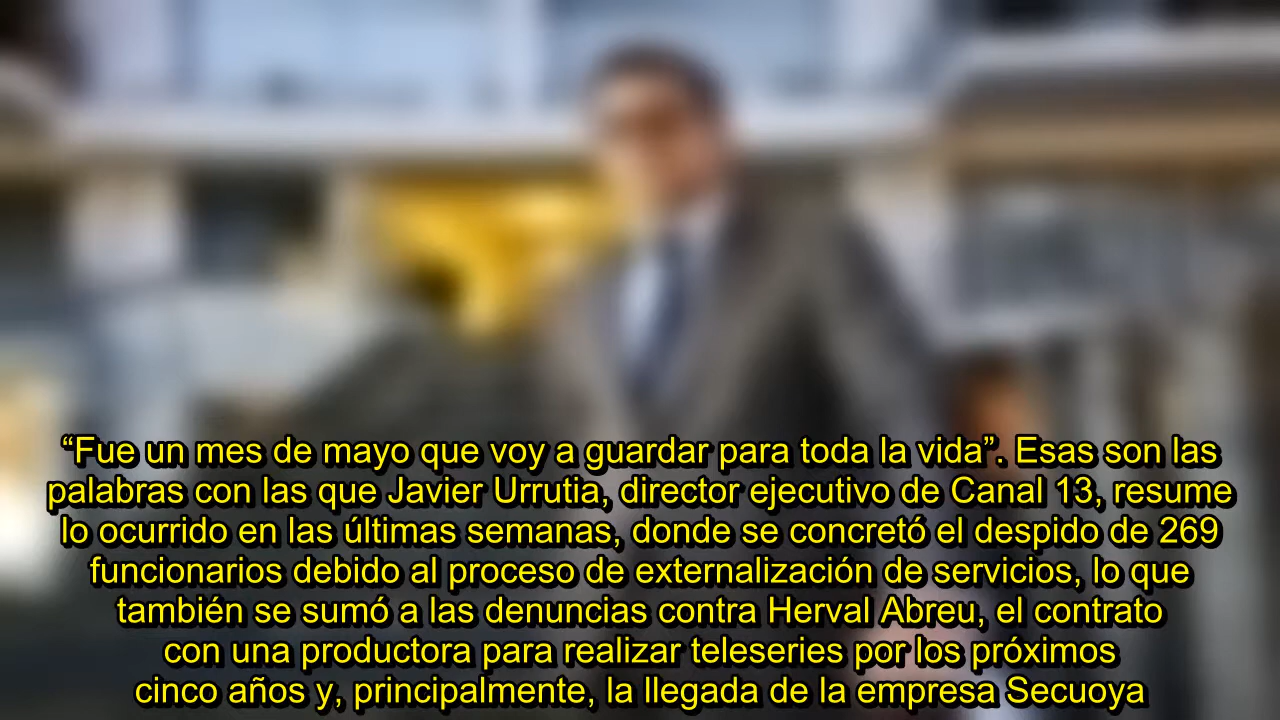 “Fue un mes de mayo que voy a guardar para toda la vida”. Esas son las
palabras con las que Javier Urrutia, director ejecutivo de Canal 13, resume
lo ocurrido en las últimas semanas, donde se concretó el despido de 269
funcionarios debido al proceso de externalización de servicios, lo que
también se sumó a las denuncias contra Herval Abreu, el contrato
con una productora para realizar teleseries por los próximos
cinco años y, principalmente, la llegada de la empresa Secuoya